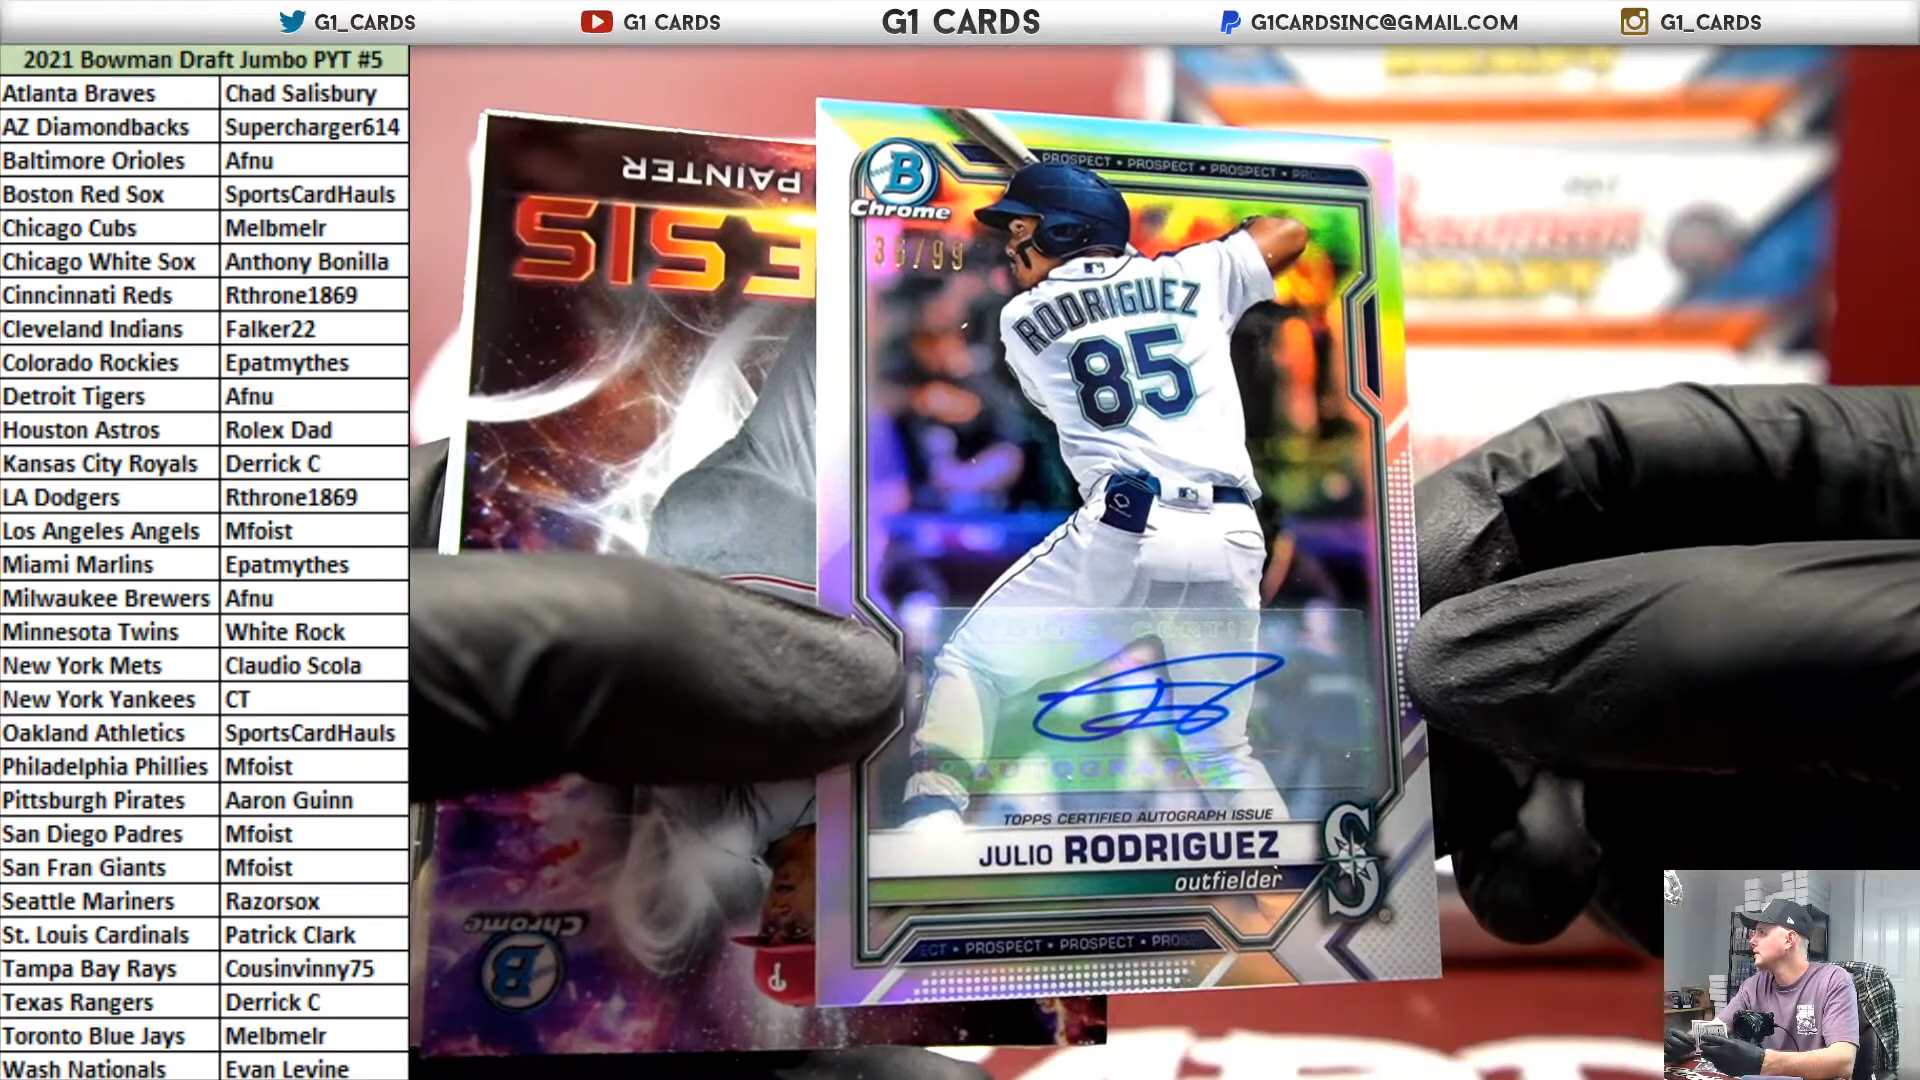 G1_CARDS G1 CARDS G1 CARDS G1CARDSINC@GMAIL.COM G1_CARDS
2021 Bowman Draft Jumbo PYT #5
Atlanta Braves Chad Salisbury
AZ Diamondbacks Supercharger614
Baltimore Orioles Afnu
Boston Red Sox SportsCardHauls
Chicago Cubs Melbmelr
Chicago White Sox Anthony Bonilla
Cinncinnati Reds Rthrone1869
Cleveland Indians Falker22
Colorado Rockies Epatmythes
Detroit Tigers Afnu
Houston Astros Rolex Dad
Kansas City Royals Derrick C
LA Dodgers Rthrone1869
Los Angeles Angels Mfoist
Miami Marlins Epatmythes
Milwaukee Brewers Afnu
Minnesota Twins White Rock
New York Mets Claudio Scola
New York Yankees CT
Oakland Athletics SportsCardHauls
Philadelphia Phillies Mfoist
Pittsburgh Pirates Aaron Guinn
San Diego Padres Mfoist
San Fran Giants Mfoist
Seattle Mariners Razorsox
St. Louis Cardinals Patrick Clark
Tampa Bay Rays Cousinvinny75
Texas Rangers Derrick C
Toronto Blue Jays Melbmelr
Wash Nationals Evan Levine
PAINTER
ESIS
Chrome
B
PROSPECT • PROSPECT • PROSPECT • PRO
B
Chrome
/99
RODRIGUEZ
85
TOPPS CERTIFIED AUTOGRAPH ISSUE
JULIO RODRIGUEZ
outfielder
S
ECT • PROSPECT • PROSPECT • PROS